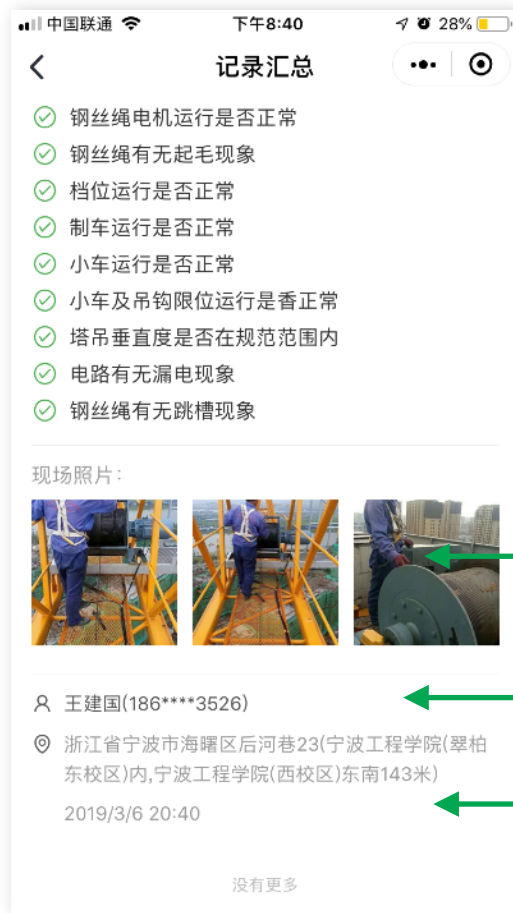 中国联通 下午8:40 28%
记录汇总
钢丝绳电机运行是否正常
钢丝绳有无起毛现象
档位运行是否正常
制车运行是否正常
小车运行是否正常
小车及吊钩限位运行是香正常
塔吊垂直度是否在规范范围内
电路有无漏电现象
钢丝绳有无跳槽现象
现场照片:
王建国(186****3526)
浙江省宁波市海曙区后河巷23(宁波工程学院(翠柏
东校区)内,宁波工程学院(西校区)东南143米)
2019/3/6 20:40
没有更多